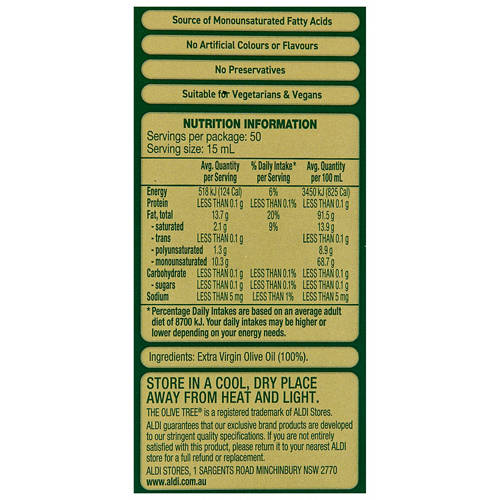 Source of Monounsaturated Fatty Acids
No Artificial Colours or Flavours
No Preservatives
Suitable for Vegetarians & Vegans
NUTRITION INFORMATION
Servings per package: 50
Serving size: 15 mL
Avg. Quantity per Serving % Daily Intake* per Serving Avg. Quantity per 100 mL
Energy 518 kJ (124 Cal) 6% 3450 kJ (825 Cal)
Protein LESS THAN 0.1 g LESS THAN 0.1% LESS THAN 0.1 g
Fat, total 13.7 g 20% 91.5 g
- saturated 2.1 g 9% 13.9 g
- trans LESS THAN 0.1 g LESS THAN 0.1 g
- polyunsaturated 1.3 g 8.9 g
- monounsaturated 10.3 g 68.7 g
Carbohydrate LESS THAN 0.1 g LESS THAN 0.1% LESS THAN 0.1 g
- sugars LESS THAN 0.1 g LESS THAN 0.1% LESS THAN 0.1 g
Sodium LESS THAN 5 mg LESS THAN 1% LESS THAN 5 mg
* Percentage Daily Intakes are based on an average adult
diet of 8700 kJ. Your daily intakes may be higher or
lower depending on your energy needs.
Ingredients: Extra Virgin Olive Oil (100%).
STORE IN A COOL, DRY PLACE
AWAY FROM HEAT AND LIGHT.
THE OLIVE TREE® is a registered trademark of ALDI Stores.
ALDI guarantees that our exclusive brand products are developed
to our stringent quality specifications. If you are not entirely
satisfied with this product, please return it to your nearest ALDI
store for a full refund or replacement.
ALDI STORES, 1 SARGENTS ROAD MINCHINBURY NSW 2770
www.aldi.com.au